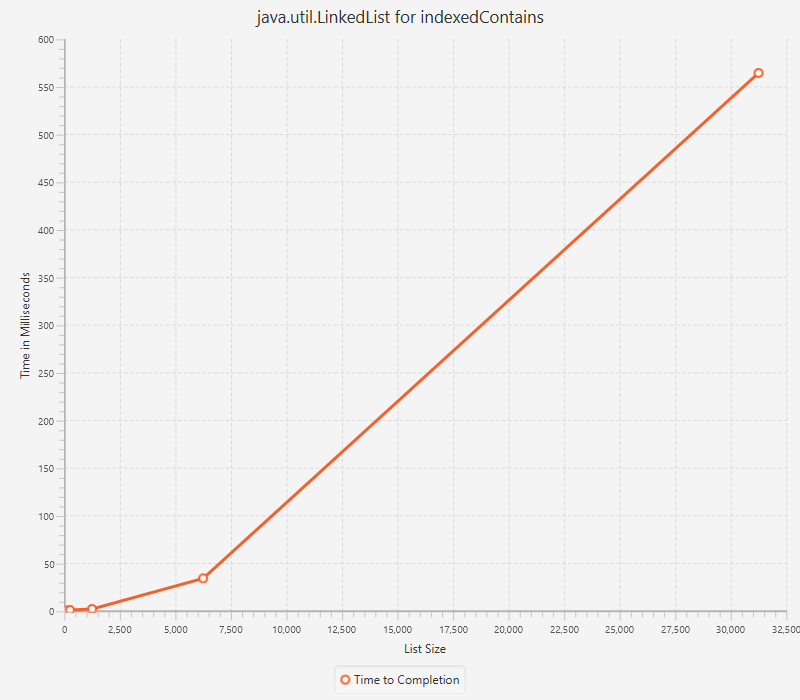 java.util.LinkedList for indexedContains
600
550
500
450
400
350
300
250
200
150
100
50
0
Time in Milliseconds
0 2,500 5,000 7,500 10,000 12,500 15,000 17,500 20,000 22,500 25,000 27,500 30,000 32,500
List Size
Time to Completion